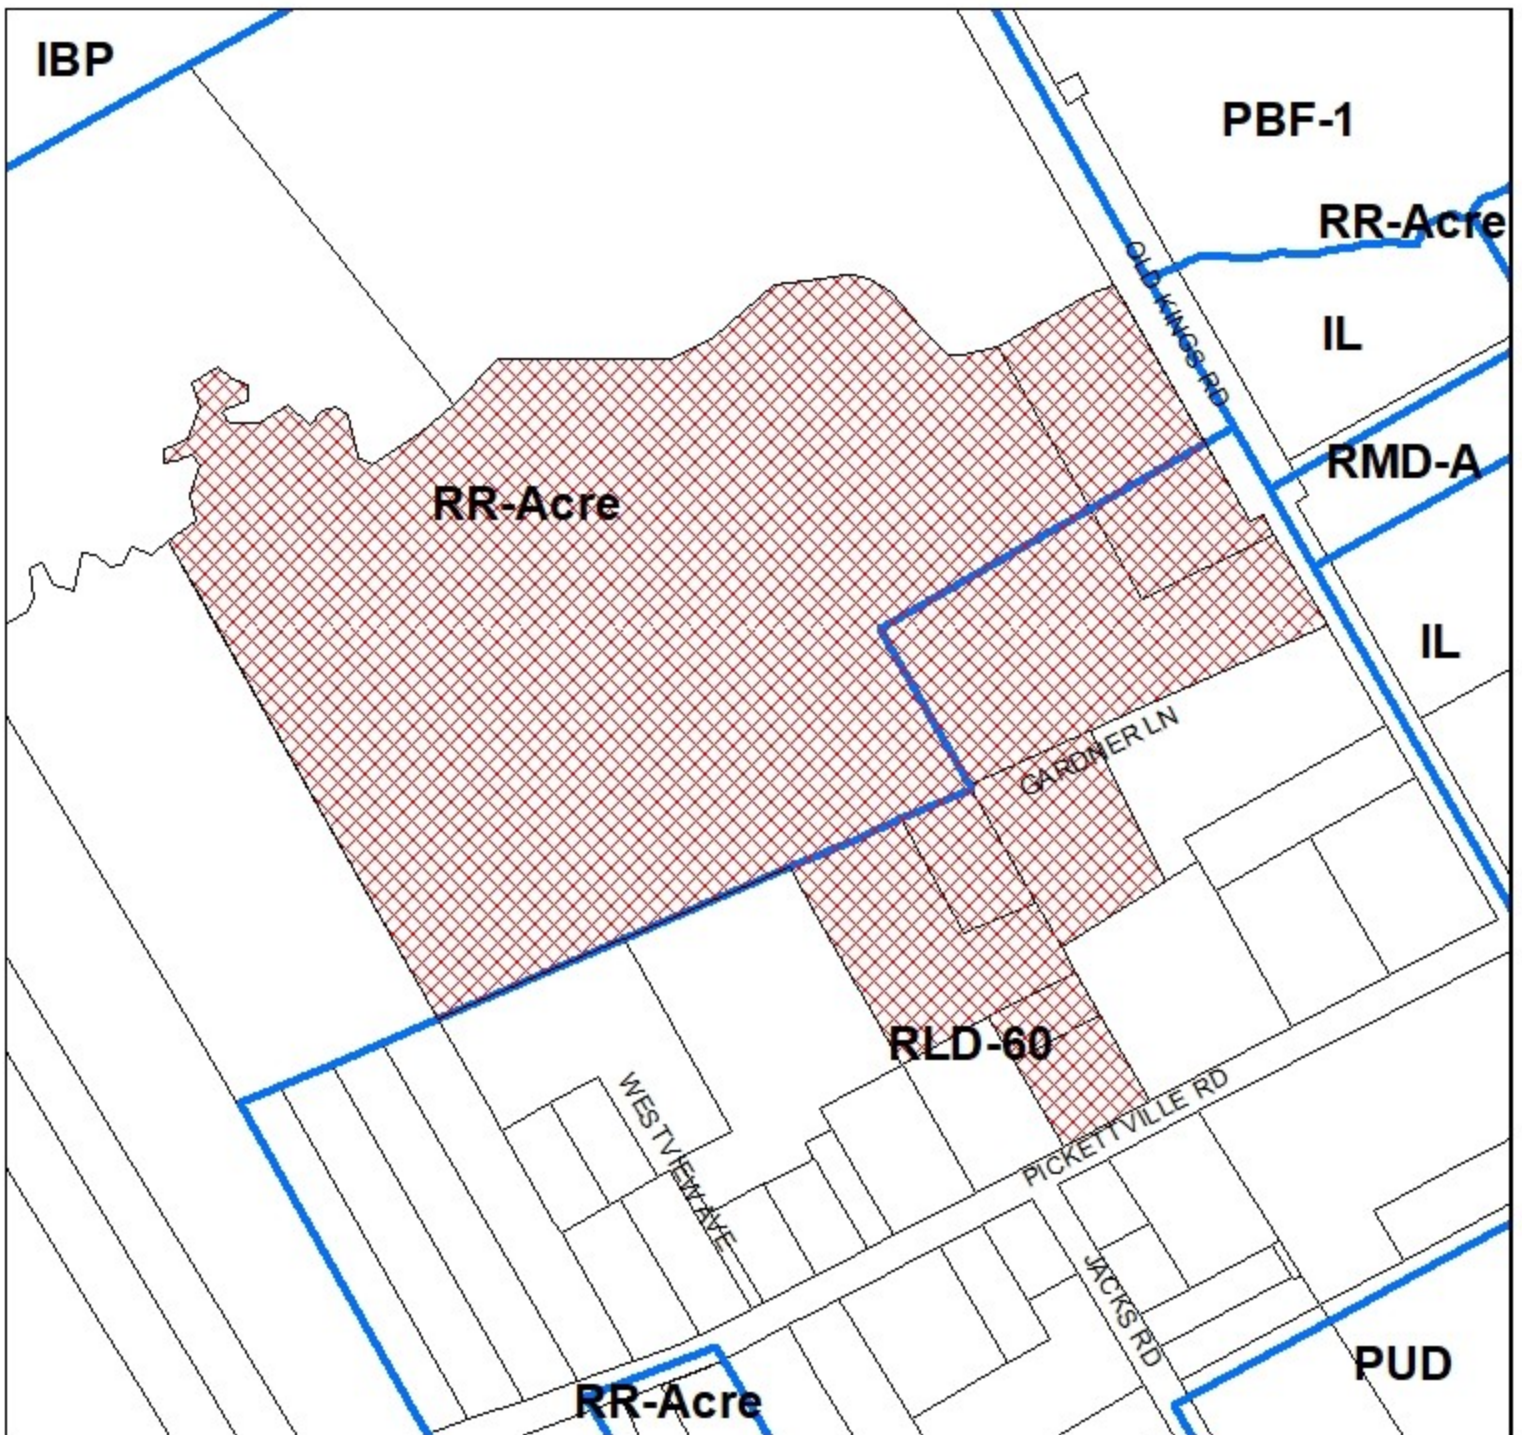 IBP
PBF-1
RR-Acre
OLD KINGS RD
IL
RMD-A
RR-Acre
IL
GARDNER LN
RLD-60
WESTVIEW AVE
PICKETTVILLE RD
JACKS RD
PUD
RR-Acre